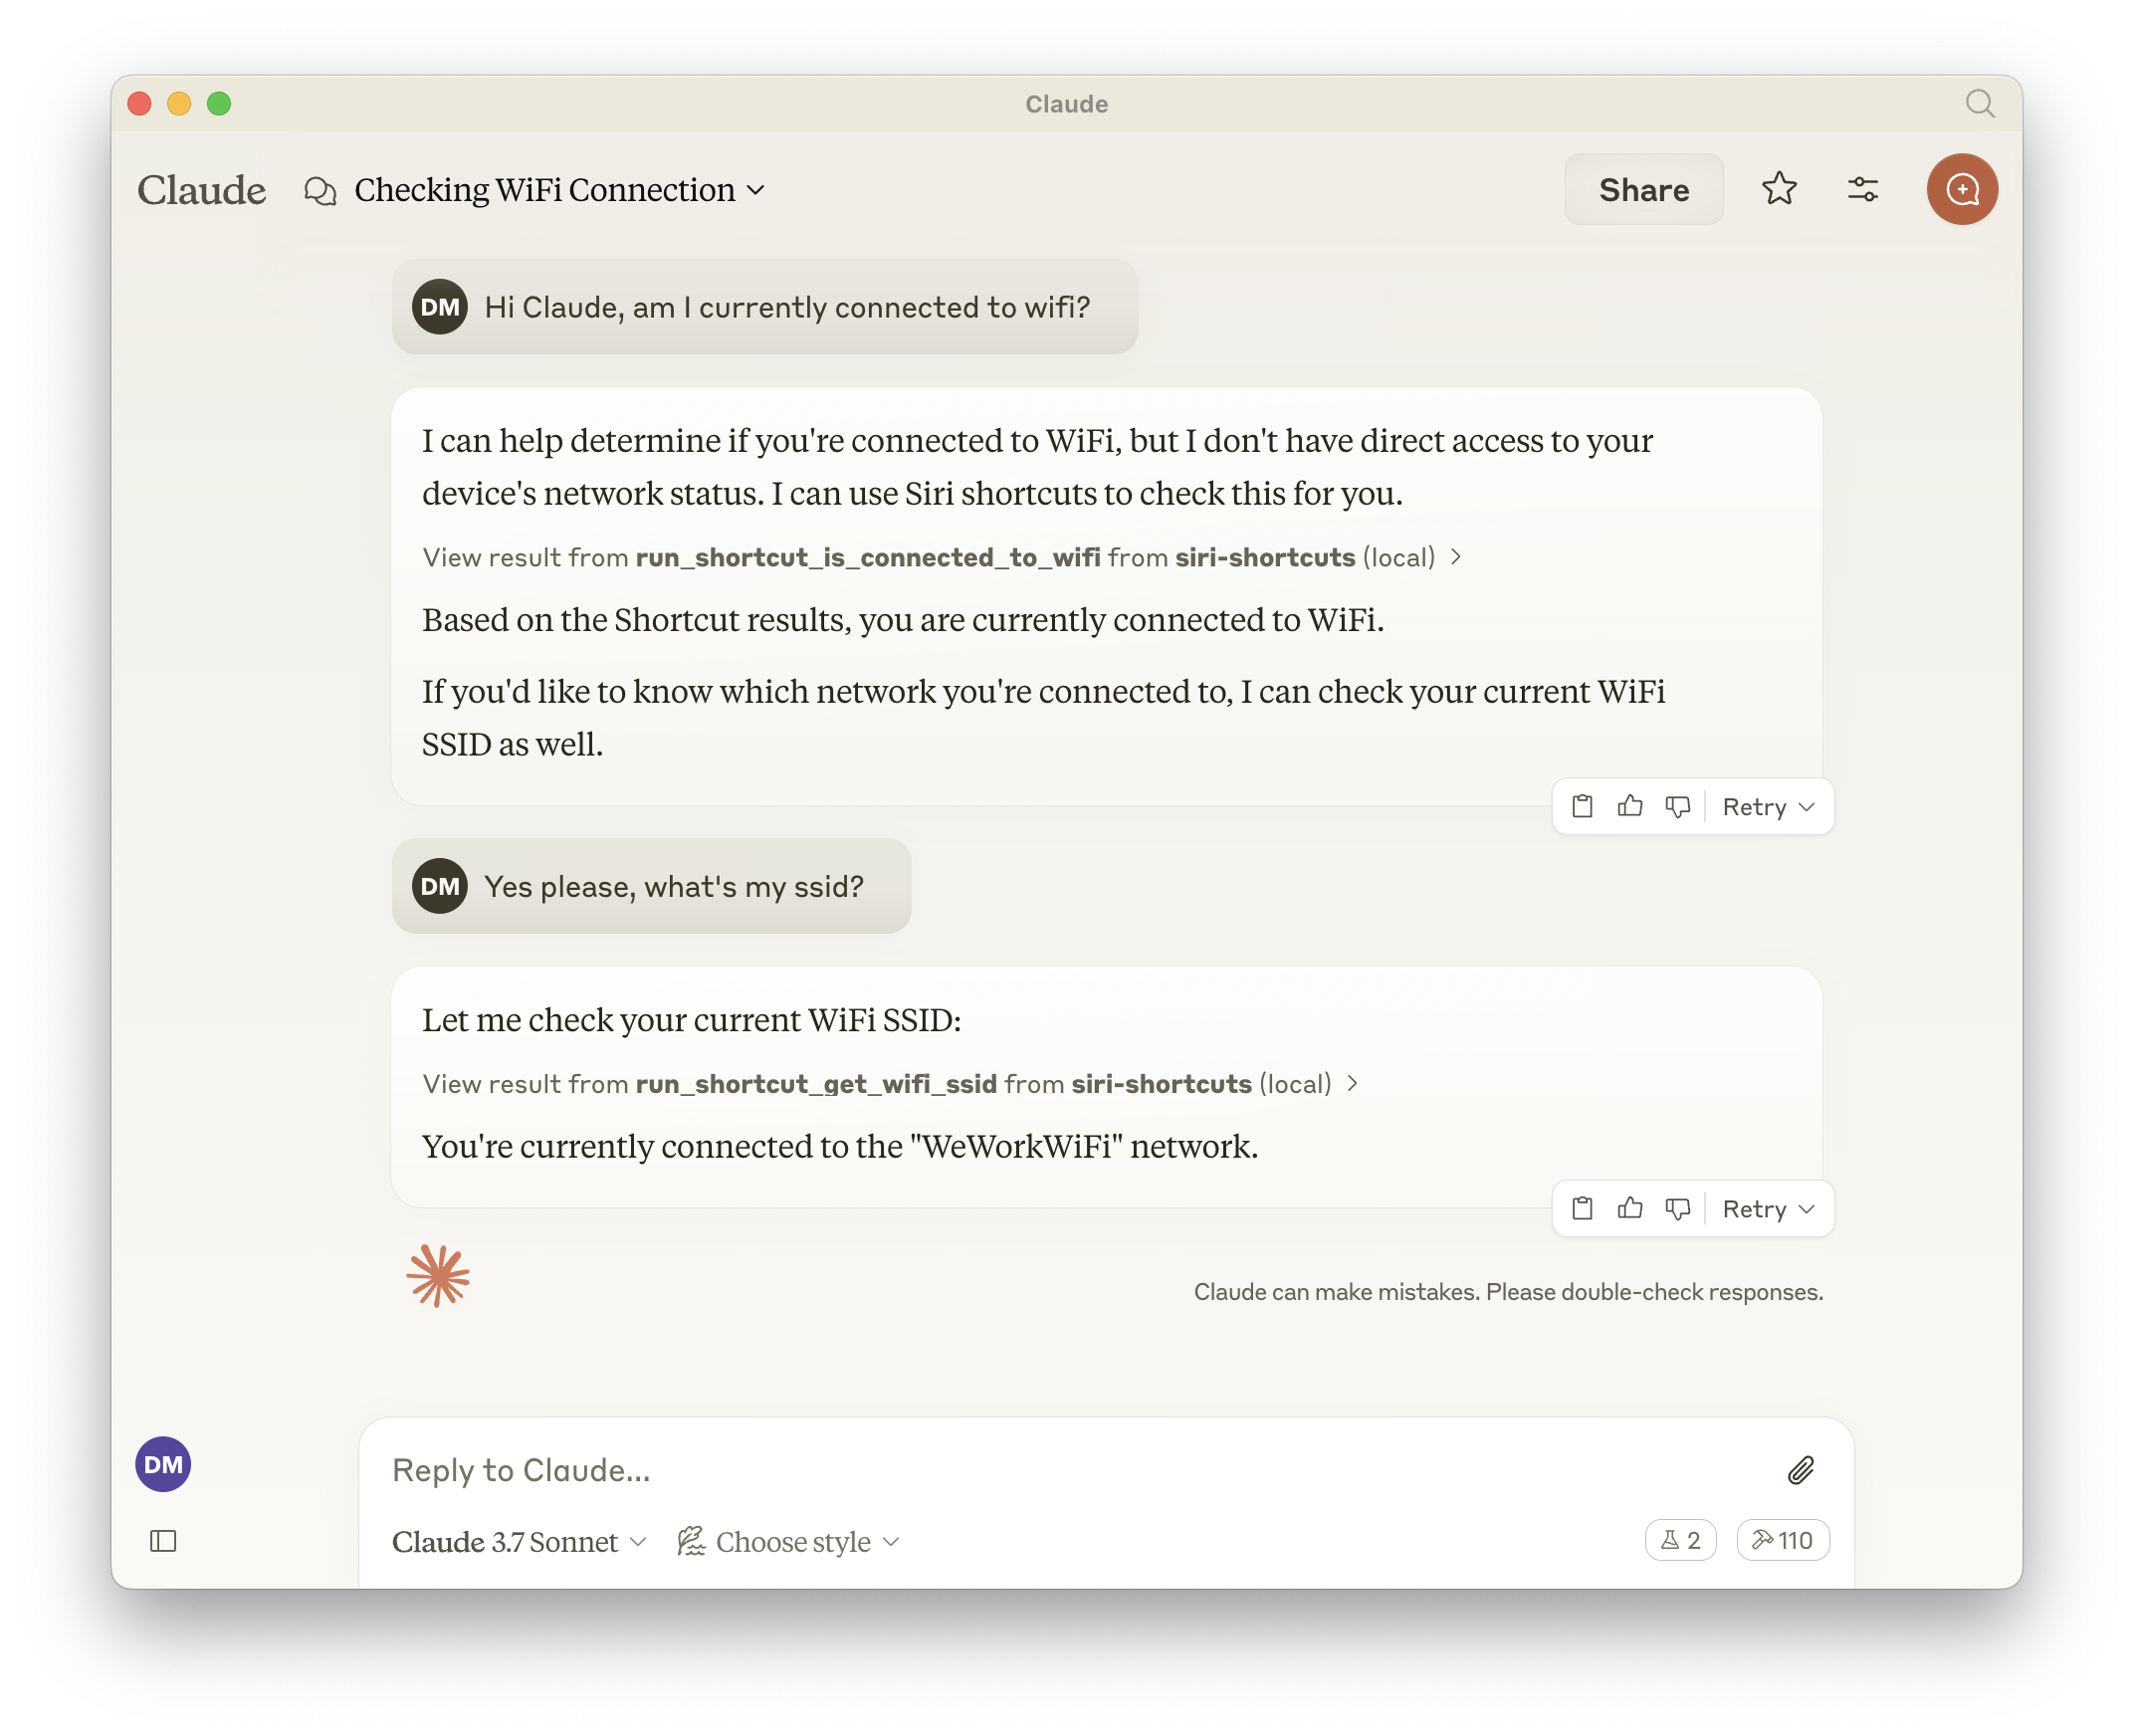 Claude
Claude
Checking WiFi Connection
Share
DM Hi Claude, am I currently connected to wifi?
I can help determine if you're connected to WiFi, but I don't have direct access to your
device's network status. I can use Siri shortcuts to check this for you.
View result from run_shortcut_is_connected_to_wifi from siri-shortcuts (local)
Based on the Shortcut results, you are currently connected to WiFi.
If you'd like to know which network you're connected to, I can check your current WiFi
SSID as well.
Retry
DM Yes please, what's my ssid?
Let me check your current WiFi SSID:
View result from run_shortcut_get_wifi_ssid from siri-shortcuts (local)
You're currently connected to the "WeWorkWiFi" network.
Retry
Claude can make mistakes. Please double-check responses.
DM
Reply to Claude...
Claude 3.7 Sonnet
Choose style
2
110